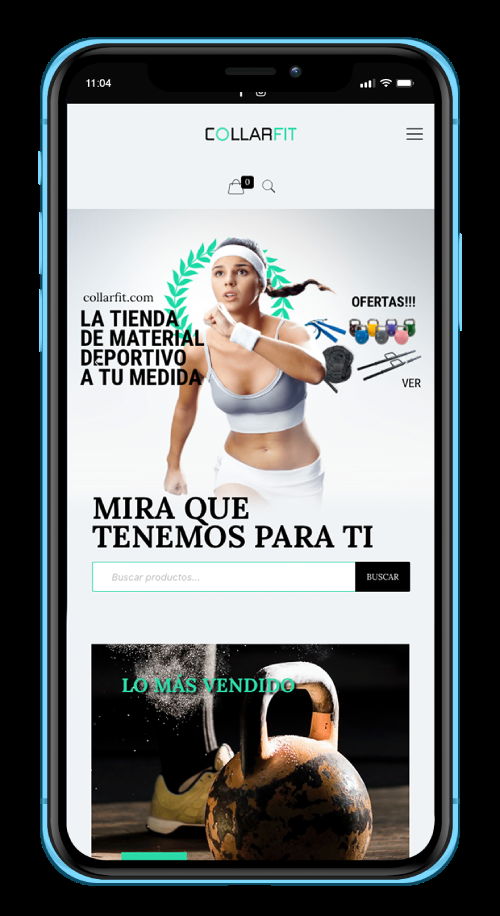 11:04
COLLARFIT
0
collarfit.com
LA TIENDA
DE MATERIAL
DEPORTIVO
A TU MEDIDA
OFERTAS!!!
VER
MIRA QUE
TENEMOS PARA TI
Buscar productos...
BUSCAR
LO MÁS VENDIDO